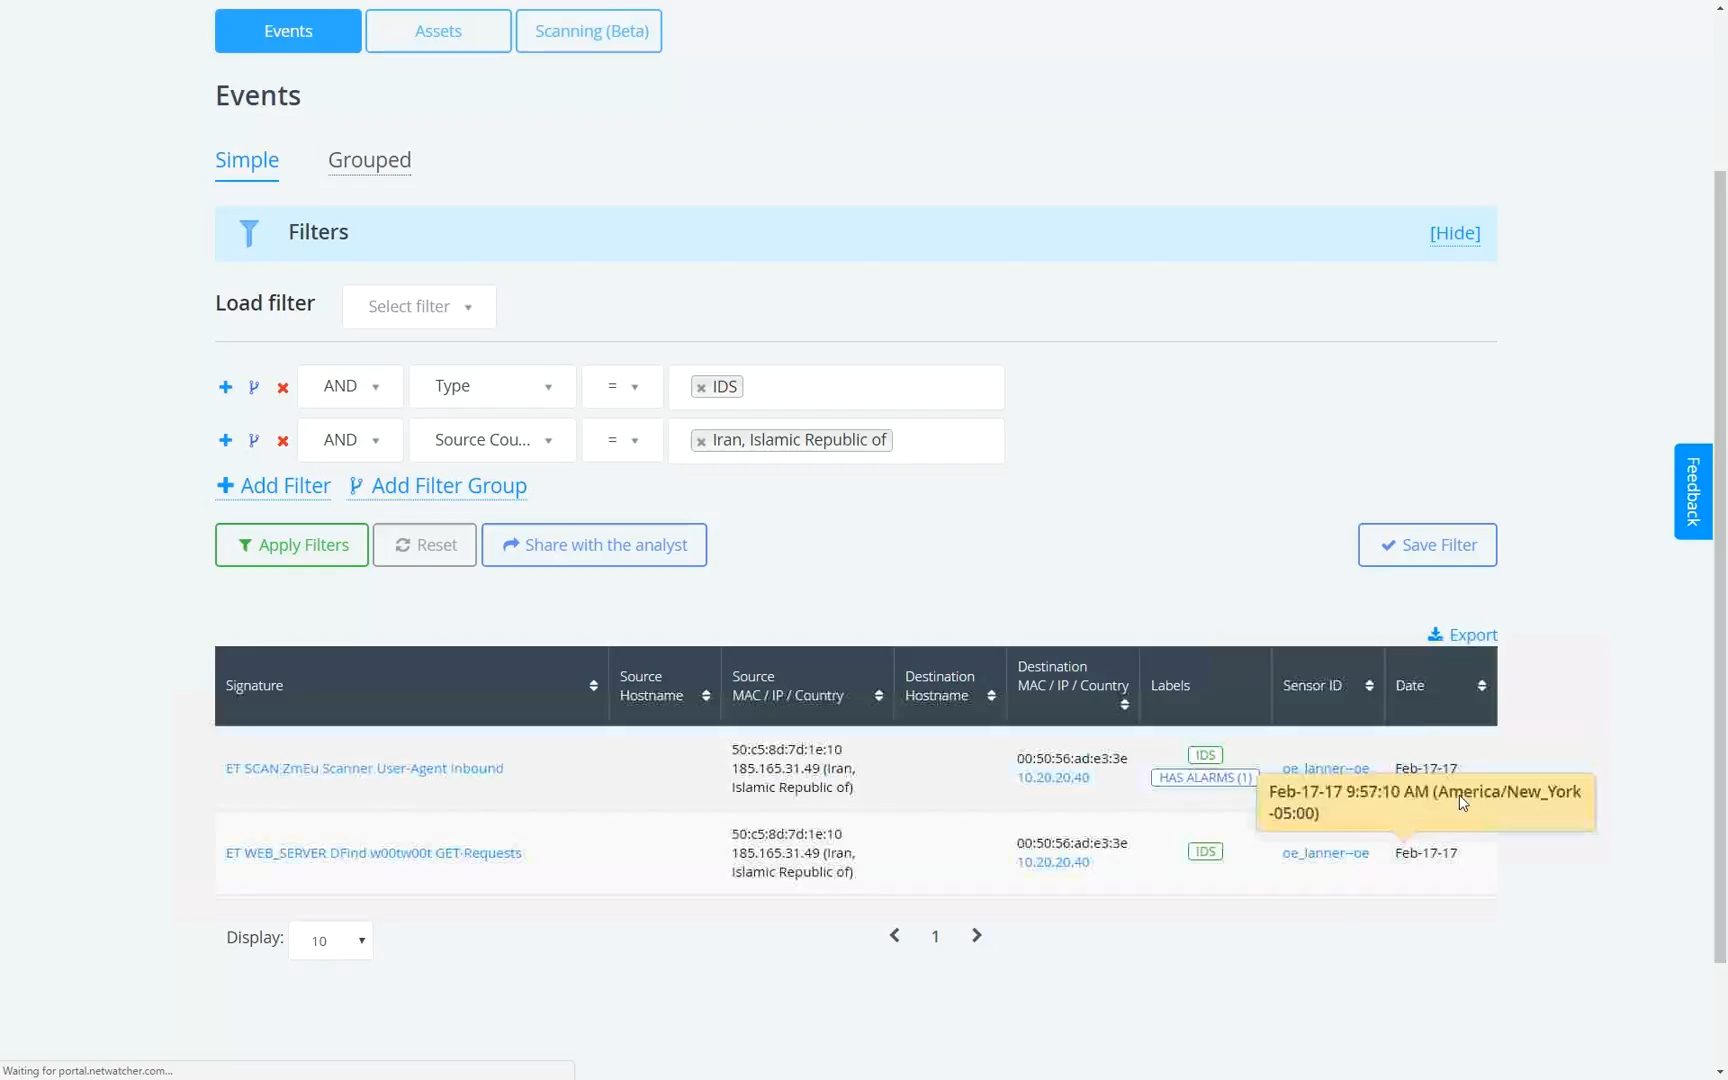 Events
Assets
Scanning (Beta)
Events
Simple
Grouped
Filters
[Hide]
Load filter
Select filter
AND
Type
=
IDS
AND
Source Cou...
=
Iran, Islamic Republic of
Add Filter
Add Filter Group
Apply Filters
Reset
Share with the analyst
Save Filter
Feedback
Export
Signature
Source
Hostname
Source
MAC / IP / Country
Destination
Hostname
Destination
MAC / IP / Country
Labels
Sensor ID
Date
ET SCAN ZmEu Scanner User-Agent Inbound
50:c5:8d:7d:1e:10
185.165.31.49 (Iran,
Islamic Republic of)
00:50:56:ad:e3:3e
10.20.20.40
IDS
HAS ALARMS (1)
oe_lanner--oe
Feb-17-17
Feb-17-17 9:57:10 AM (America/New_York
-05:00)
ET WEB_SERVER DFind w00tw00t GET-Requests
50:c5:8d:7d:1e:10
185.165.31.49 (Iran,
Islamic Republic of)
00:50:56:ad:e3:3e
10.20.20.40
IDS
oe_lanner--oe
Feb-17-17
Display:
10
1
Waiting for portal.netwatcher.com...